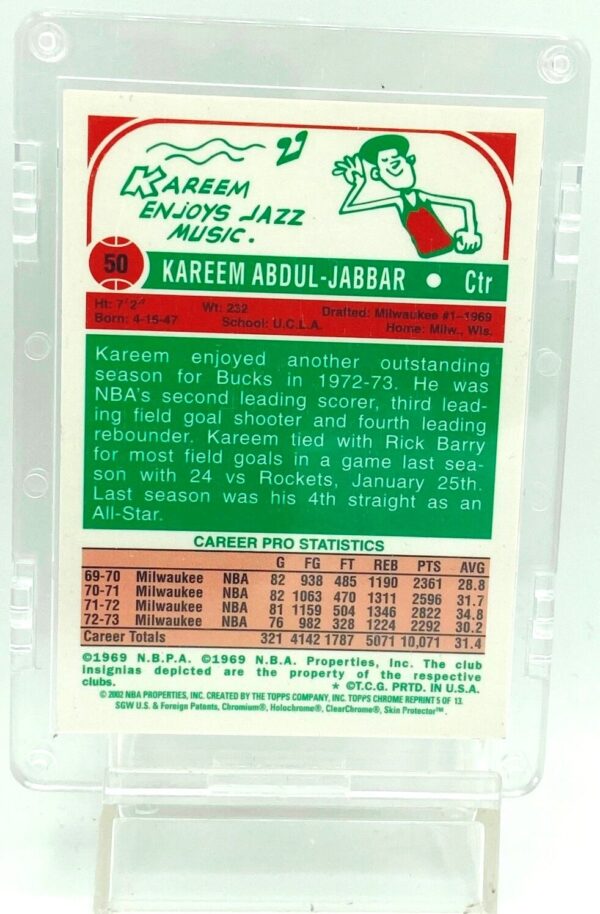 KAREEM
ENJOYS JAZZ
MUSIC.
50 KAREEM ABDUL-JABBAR • Ctr
Ht: 7'2" Wt: 232 Drafted: Milwaukee #1–1969
Born: 4-15-47 School: U.C.L.A. Home: Milw., Wis.
Kareem enjoyed another outstanding
season for Bucks in 1972-73. He was
NBA's second leading scorer, third lead-
ing field goal shooter and fourth leading
rebounder. Kareem tied with Rick Barry
for most field goals in a game last sea-
son with 24 vs Rockets, January 25th.
Last season was his 4th straight as an
All-Star.
CAREER PRO STATISTICS
G FG FT REB PTS AVG
69-70 Milwaukee NBA 82 938 485 1190 2361 28.8
70-71 Milwaukee NBA 82 1063 470 1311 2596 31.7
71-72 Milwaukee NBA 81 1159 504 1346 2822 34.8
72-73 Milwaukee NBA 76 982 328 1224 2292 30.2
Career Totals 321 4142 1787 5071 10,071 31.4
©1969 N.B.P.A. ©1969 N.B.A. Properties, Inc. The club
insignias depicted are the property of the respective
clubs. * ©T.C.G. PRTD. IN U.S.A.
© 2002 NBA PROPERTIES, INC. CREATED BY THE TOPPS COMPANY, INC. TOPPS CHROME REPRINT 5 OF 13
SGW U.S. & Foreign Patents, Chromium®, Holochrome®, ClearChrome®, Skin Protector™.